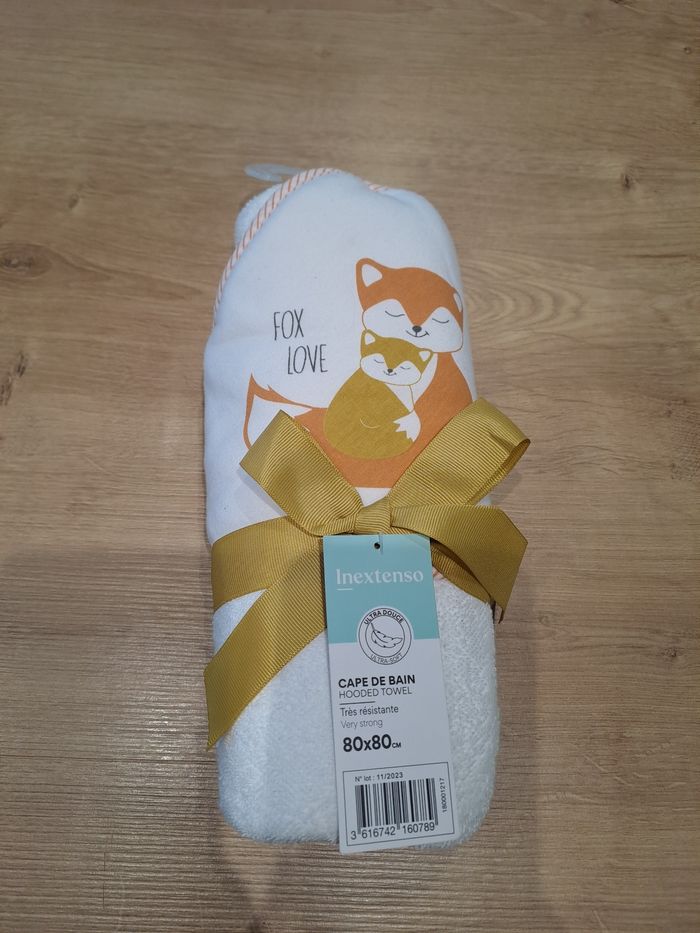 FOX
LOVE
Inextenso
ULTRA DOUCE
ULTRA-SOFT
CAPE DE BAIN
HOODED TOWEL
Très résistante
Very strong
80x80CM
N° lot : 11/2023
180001217
3 616742 160789